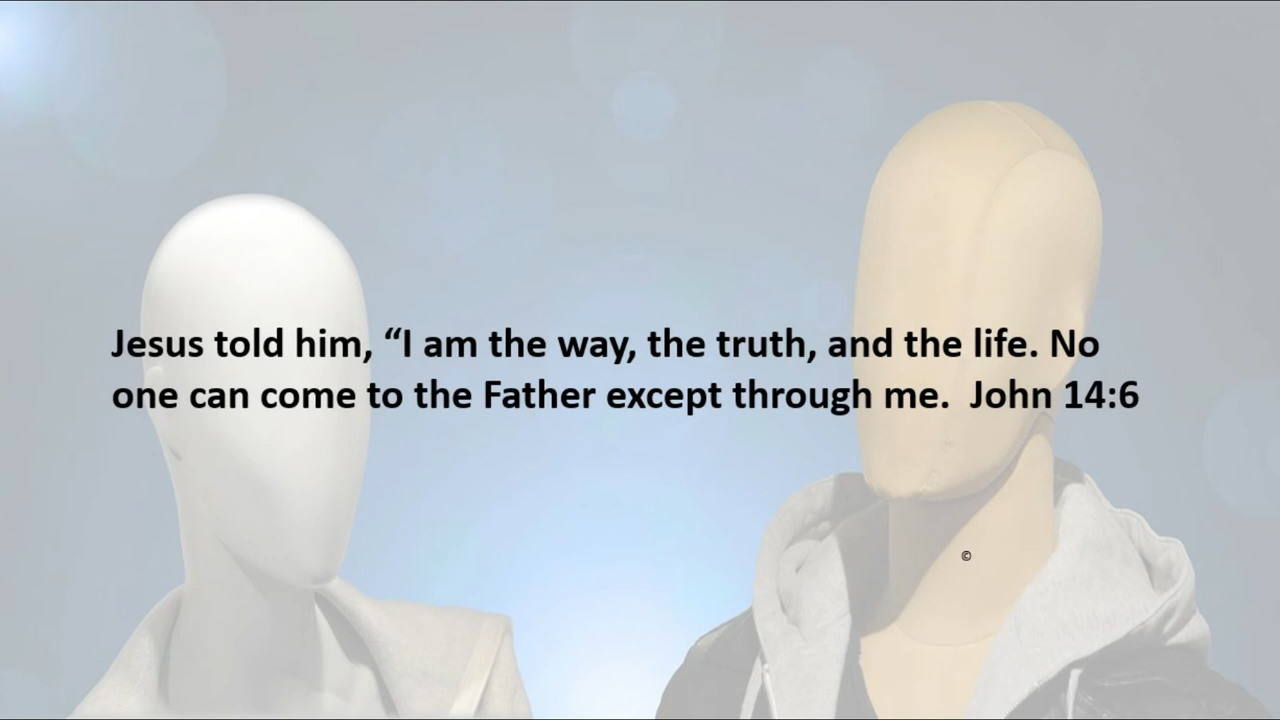 Jesus told him, “I am the way, the truth, and the life. No
one can come to the Father except through me.  John 14:6
©